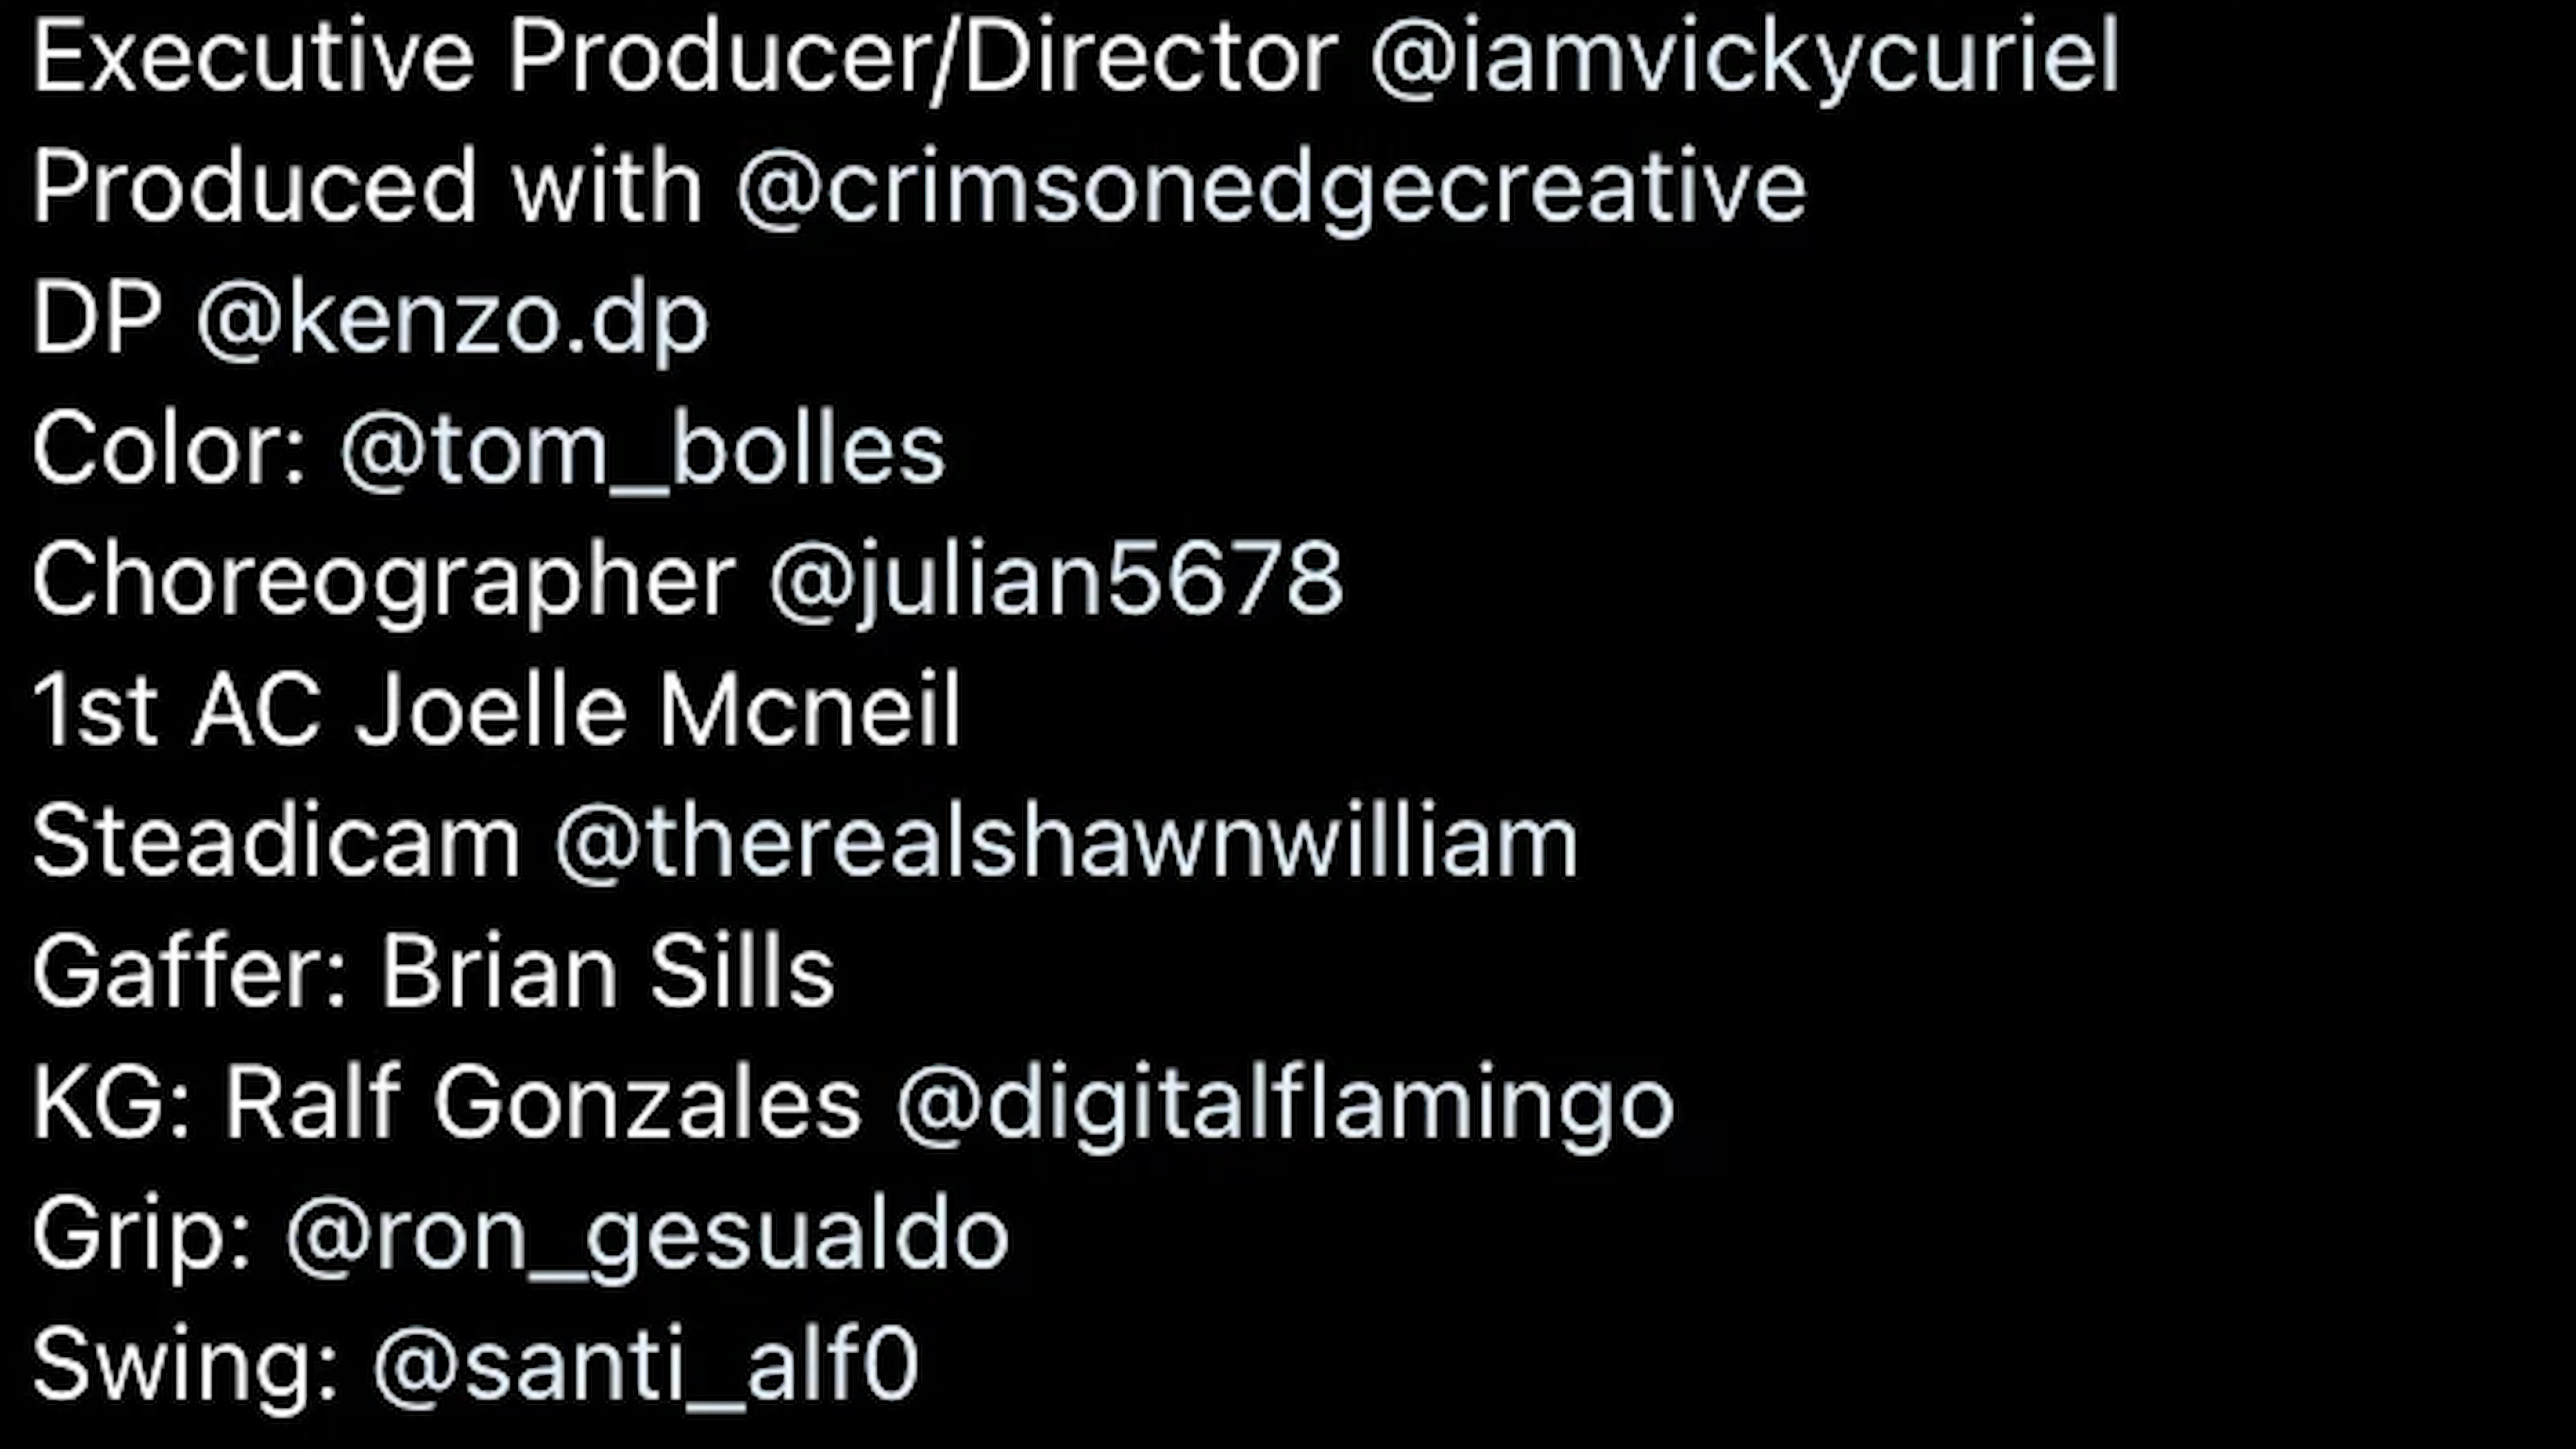 Executive Producer/Director @iamvickycuriel
Produced with @crimsonedgecreative
DP @kenzo.dp
Color: @tom_bolles
Choreographer @julian5678
1st AC Joelle Mcneil
Steadicam @therealshawnwilliam
Gaffer: Brian Sills
KG: Ralf Gonzales @digitalflamingo
Grip: @ron_gesualdo
Swing: @santi_alf0